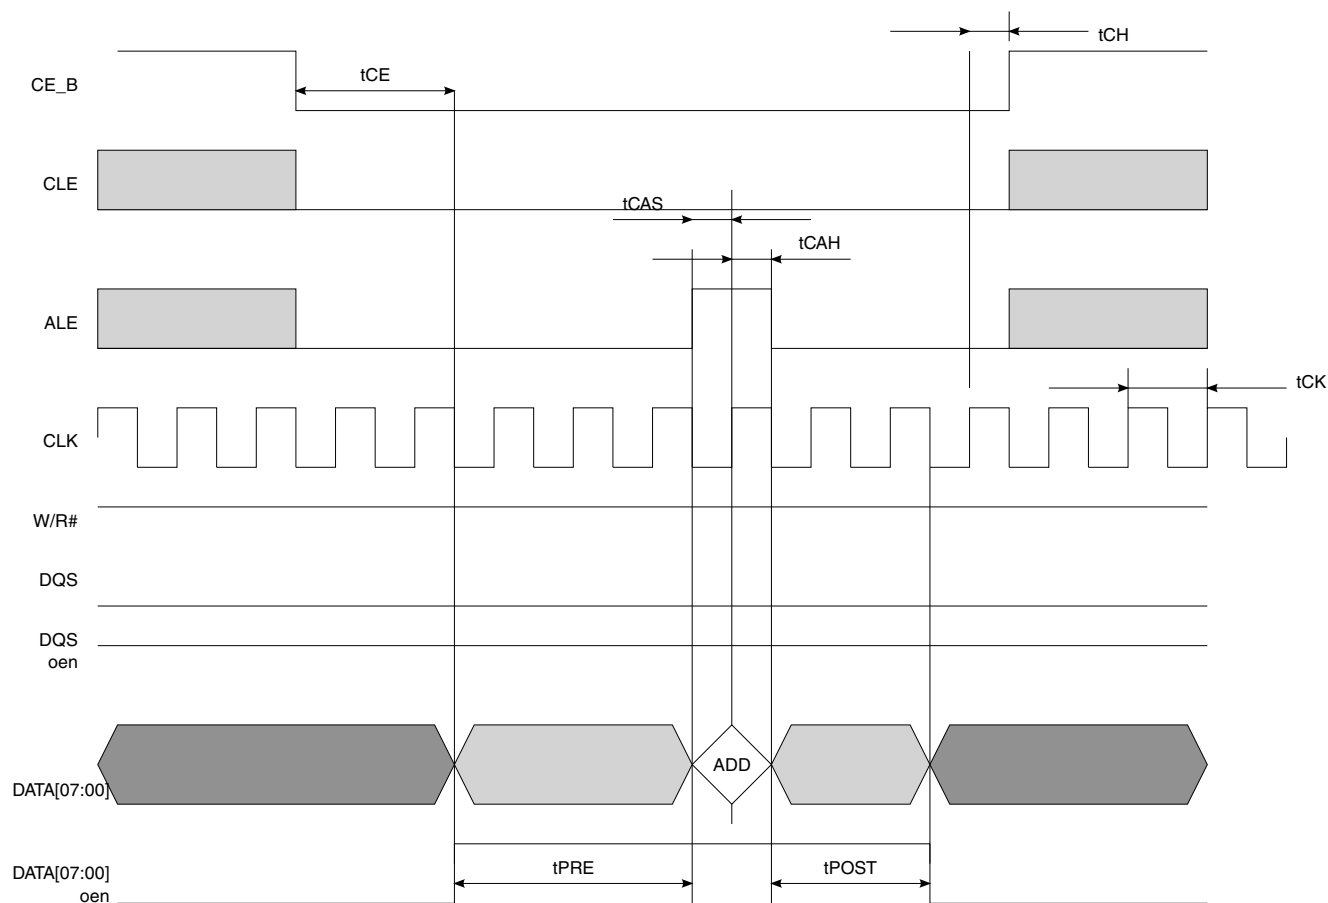 tCH
tCE
CE_B
CLE
tCAS
tCAH
ALE
tCK
CLK
W/R#
DQS
DQS
oen
ADD
DATA[07:00]
tPRE
tPOST
DATA[07:00]
oen